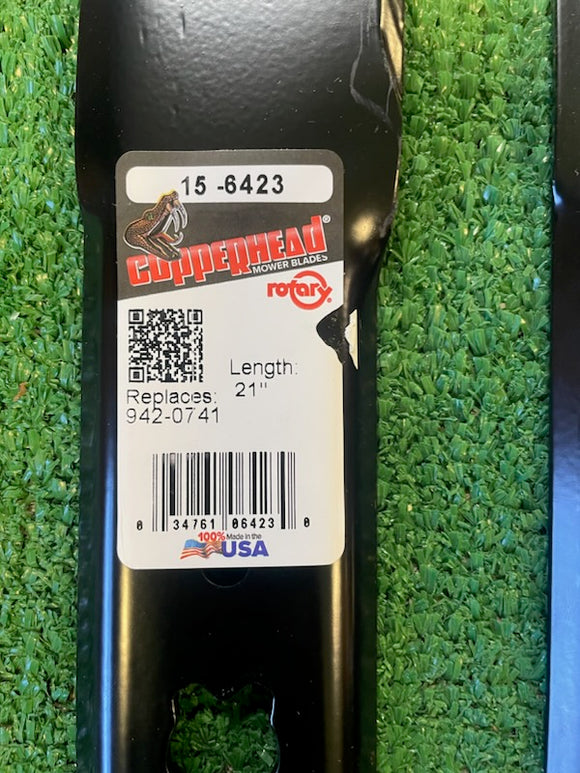 15 -6423
COPPERHEAD®
MOWER BLADES
rotary®
Length:
21"
Replaces:
942-0741
0 34761 06423 0
100% Made in the
USA